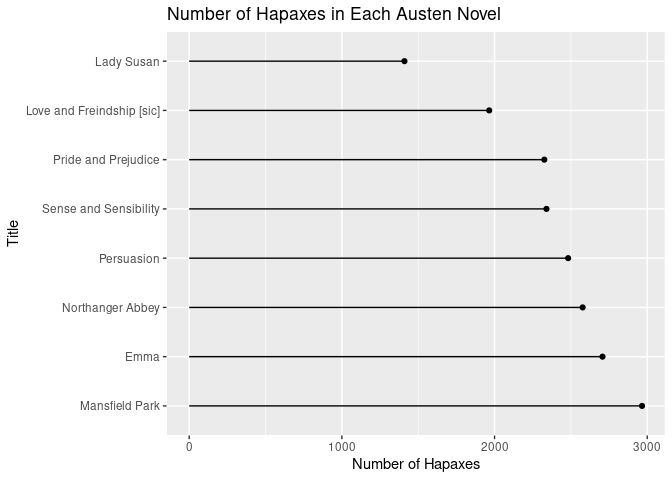 Number of Hapaxes in Each Austen Novel
Lady Susan
Love and Freindship [sic]
Pride and Prejudice
Sense and Sensibility
Persuasion
Northanger Abbey
Emma
Mansfield Park
Title
0 1000 2000 3000
Number of Hapaxes